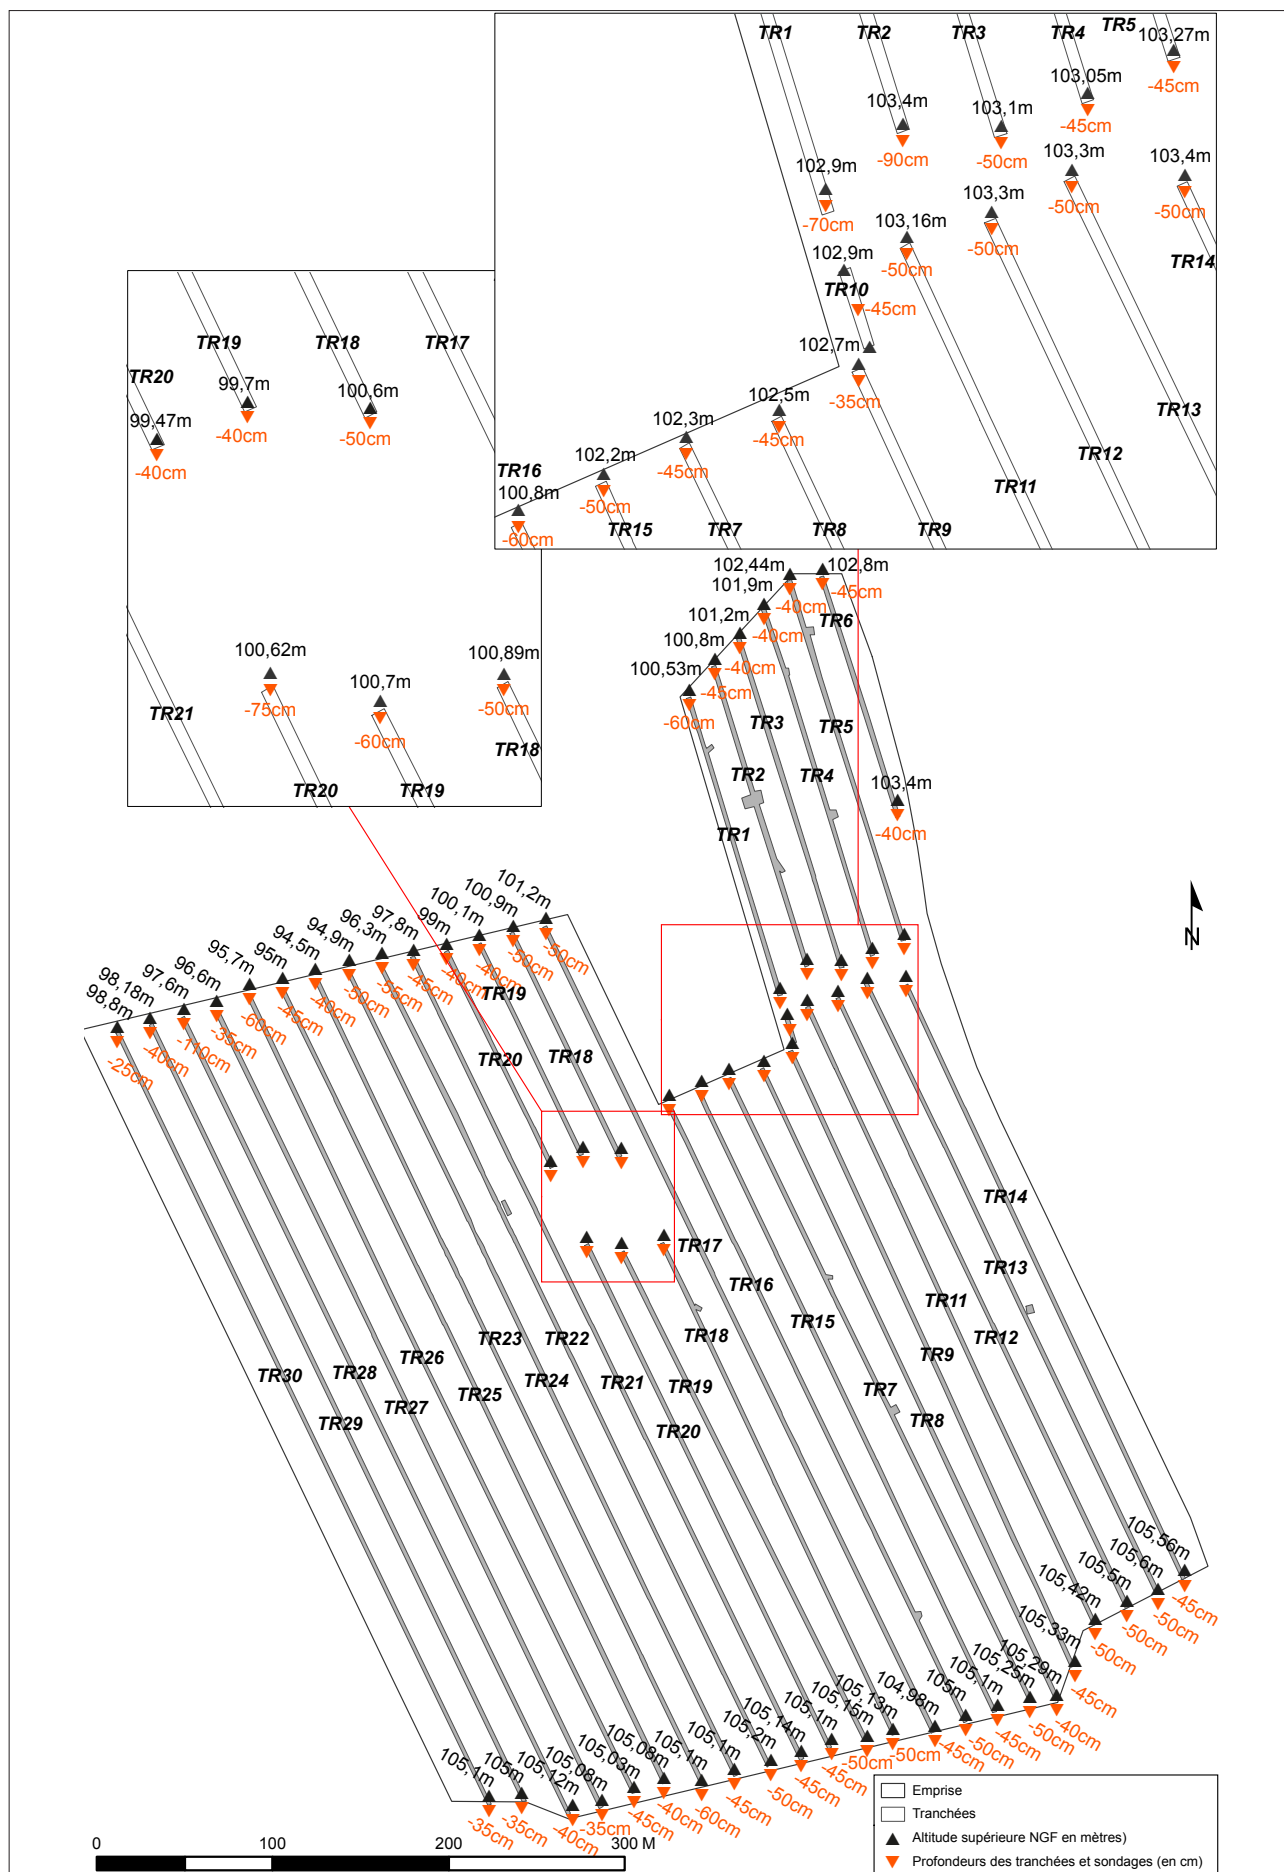 TR1
TR2
TR3
TR4
TR5
103,27m
-45cm
103,05m
-45cm
103,4m
-90cm
103,1m
-50cm
103,3m
-50cm
103,4m
-50cm
102,9m
-70cm
103,3m
-50cm
103,16m
-50cm
TR14
102,9m
TR10
-45cm
102,7m
-35cm
102,5m
-45cm
102,3m
-45cm
102,2m
-50cm
TR16
100,8m
-60cm
TR15
TR7
TR8
TR9
TR11
TR12
TR13
TR19
TR18
TR17
TR20
99,7m
-40cm
100,6m
-50cm
99,47m
-40cm
100,62m
-75cm
100,7m
-60cm
100,89m
-50cm
TR21
TR18
TR20
TR19
102,44m
102,8m
-45cm
101,9m
-40cm
101,2m
-40cm
TR6
100,8m
-40cm
100,53m
-45cm
-60cm
TR3
TR5
TR2
TR4
103,4m
-40cm
TR1
N
101,2m
100,9m
100,1m
99m
97,8m
96,3m
94,9m
94,5m
95m
95,7m
96,6m
97,6m
98,18m
98,8m
-50cm
-50cm
-40cm
-40cm
-45cm
-55cm
-50cm
-40cm
-45cm
-60cm
-35cm
-110cm
-40cm
-25cm
TR19
TR20
TR18
TR14
TR17
TR13
TR16
TR11
TR15
TR12
TR18
TR9
TR23
TR22
TR26
TR30
TR28
TR25
TR24
TR21
TR19
TR7
TR27
TR29
TR20
TR8
105,56m
105,6m
105,5m
105,42m
105,33m
105,29m
105,25m
105,1m
105m
104,98m
105,13m
105,15m
105,1m
105,14m
105,2m
105,1m
105,1m
105,08m
105,03m
105,08m
105,12m
105m
105,1m
-45cm
-50cm
-50cm
-50cm
-45cm
-40cm
-50cm
-45cm
-50cm
-45cm
-50cm
-50cm
-45cm
-45cm
-50cm
-45cm
-60cm
-40cm
-45cm
-35cm
-40cm
-35cm
-35cm
0
100
200
300 M
Emprise
Tranchées
Altitude supérieure NGF en mètres)
Profondeurs des tranchées et sondages (en cm)